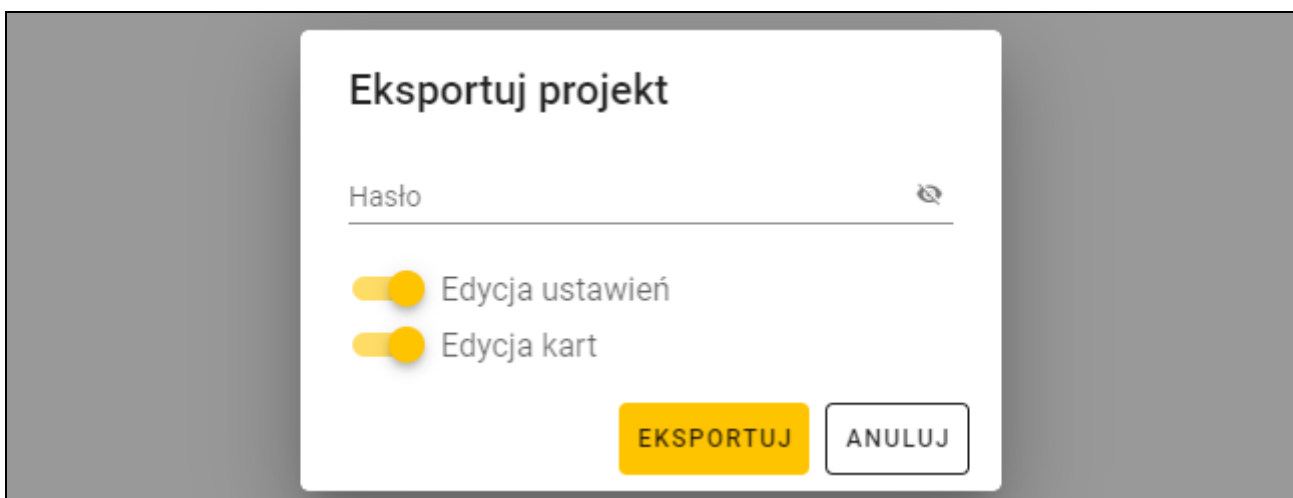 Eksportuj projekt
Hasło
Edycja ustawień
Edycja kart
EKSPORTUJ ANULUJ